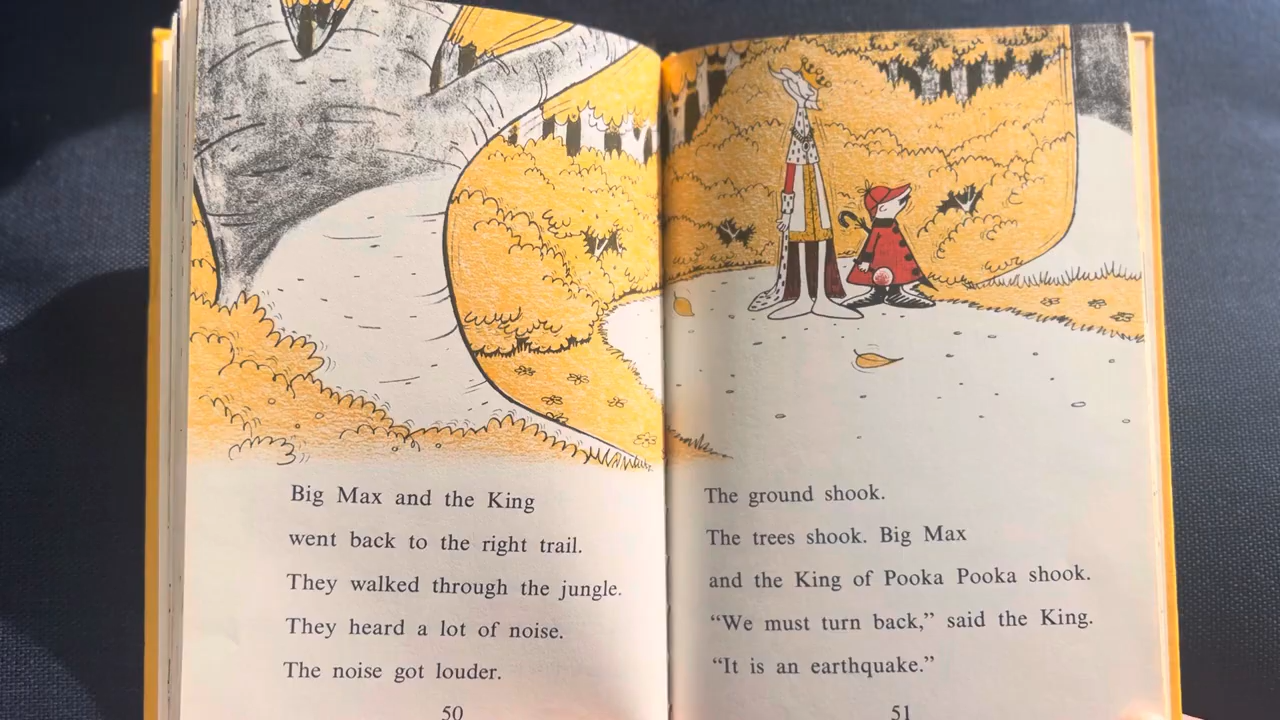 Big Max and the King
went back to the right trail.
They walked through the jungle.
They heard a lot of noise.
The noise got louder.
50
The ground shook.
The trees shook. Big Max
and the King of Pooka Pooka shook.
“We must turn back,” said the King.
“It is an earthquake.”
51